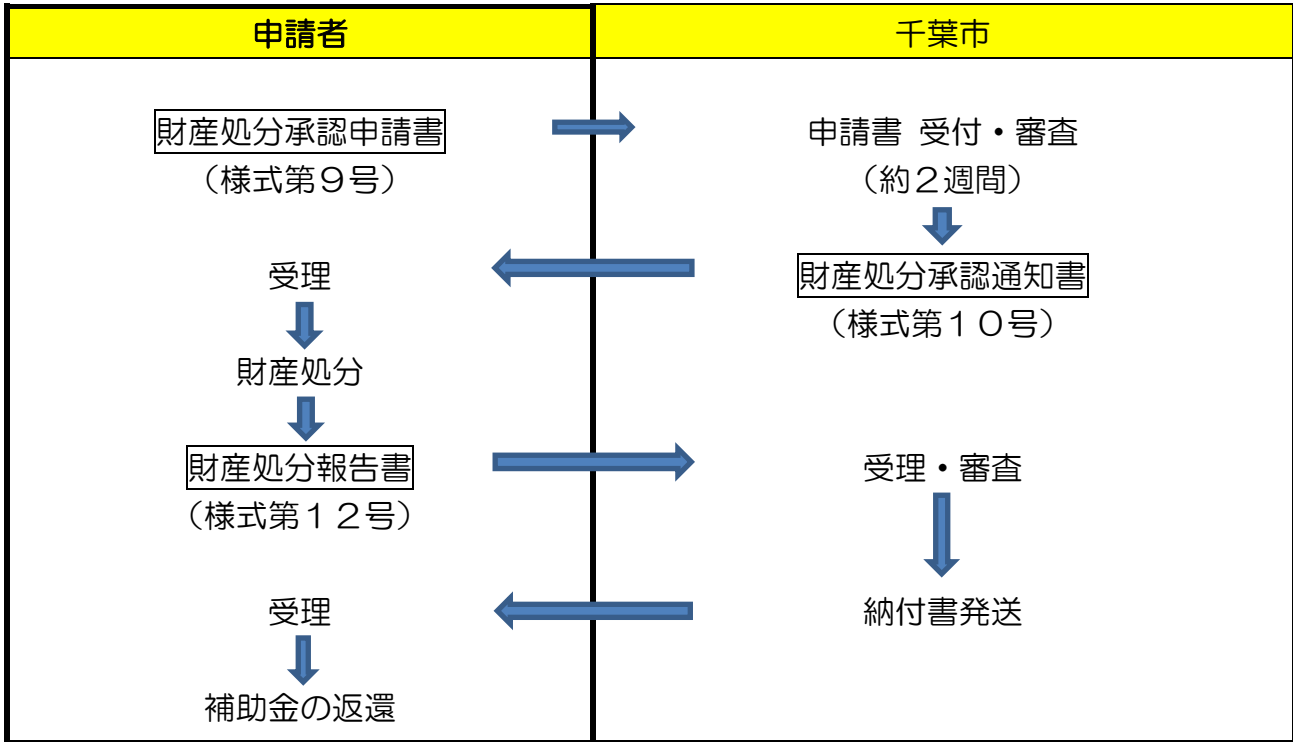 申請者
千葉市
財産処分承認申請書
(様式第9号)
申請書 受付・審査
(約2週間)
受理
財産処分承認通知書
(様式第10号)
財産処分
財産処分報告書
(様式第12号)
受理・審査
受理
納付書発送
補助金の返還